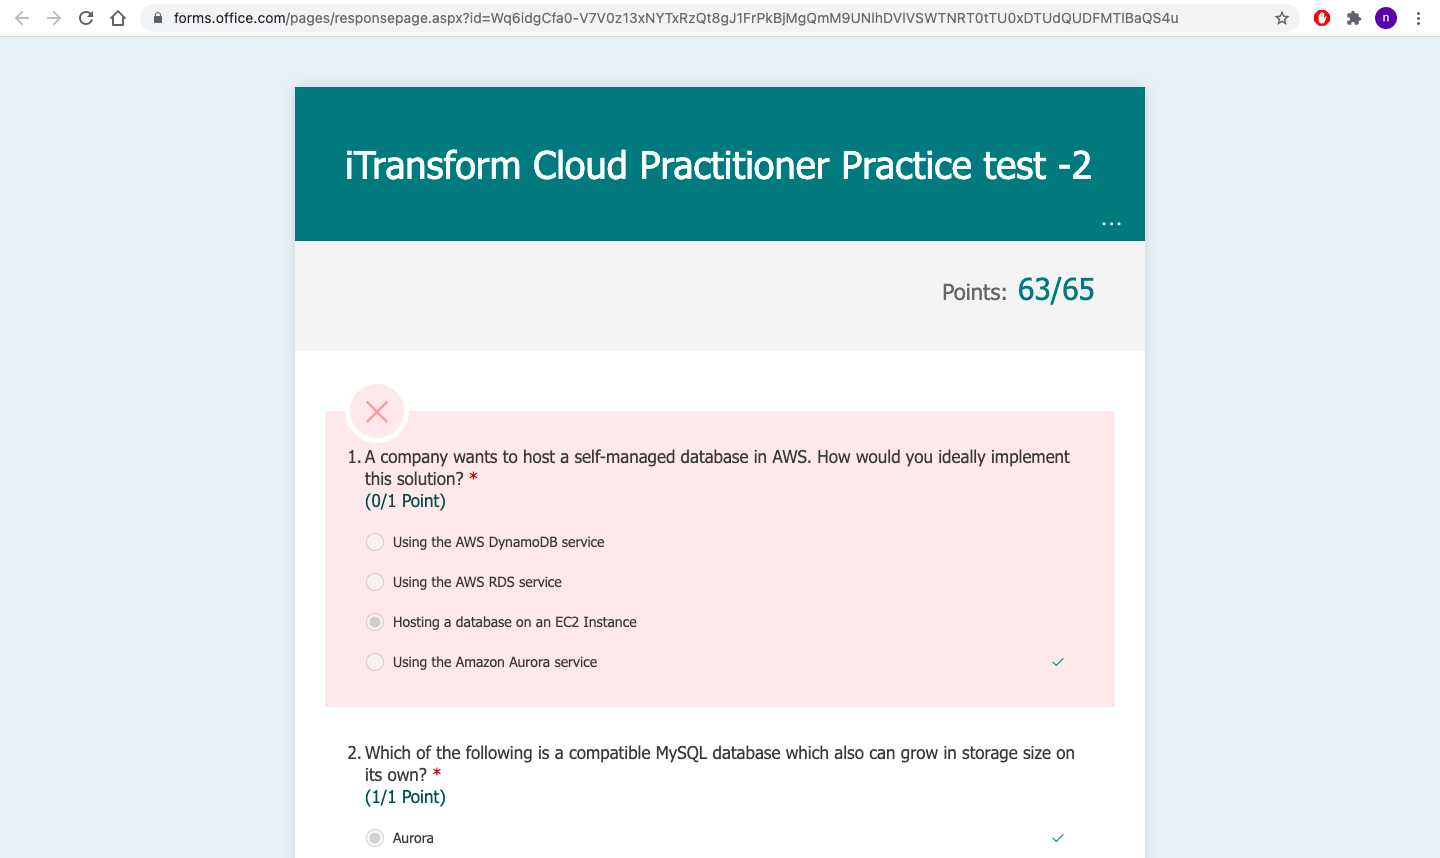 forms.office.com/pages/responsepage.aspx?id=Wq6idgCfa0-V7V0z13xNYTxRzQt8gJ1FrPkBjMgQmM9UNlhDVlVSWTNRT0tTU0xDTUdQUDFMTlBaQS4u
n
iTransform Cloud Practitioner Practice test -2
...
Points: 63/65
1. A company wants to host a self-managed database in AWS. How would you ideally implement
this solution? *
(0/1 Point)
Using the AWS DynamoDB service
Using the AWS RDS service
Hosting a database on an EC2 Instance
Using the Amazon Aurora service
2. Which of the following is a compatible MySQL database which also can grow in storage size on
its own? *
(1/1 Point)
Aurora